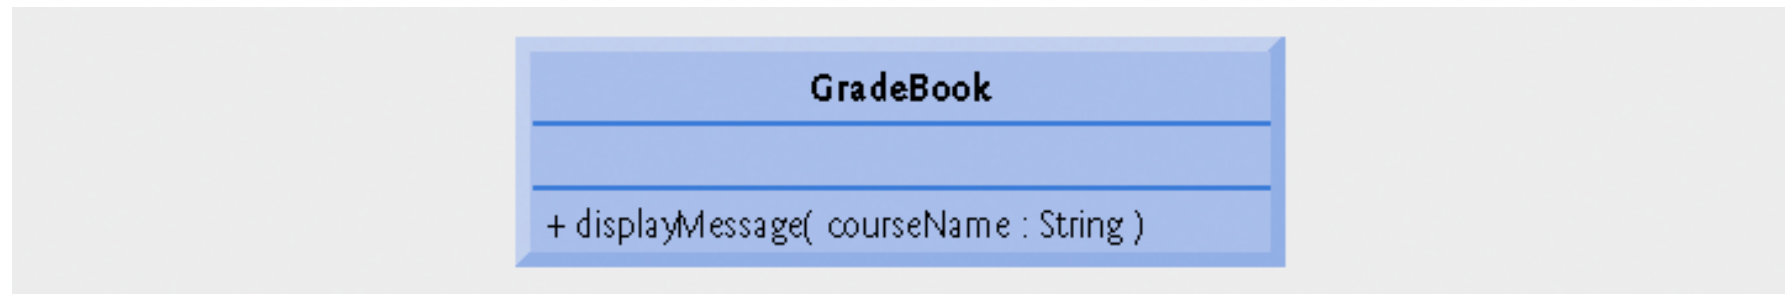 GradeBook
+ displayMessage( courseName : String )